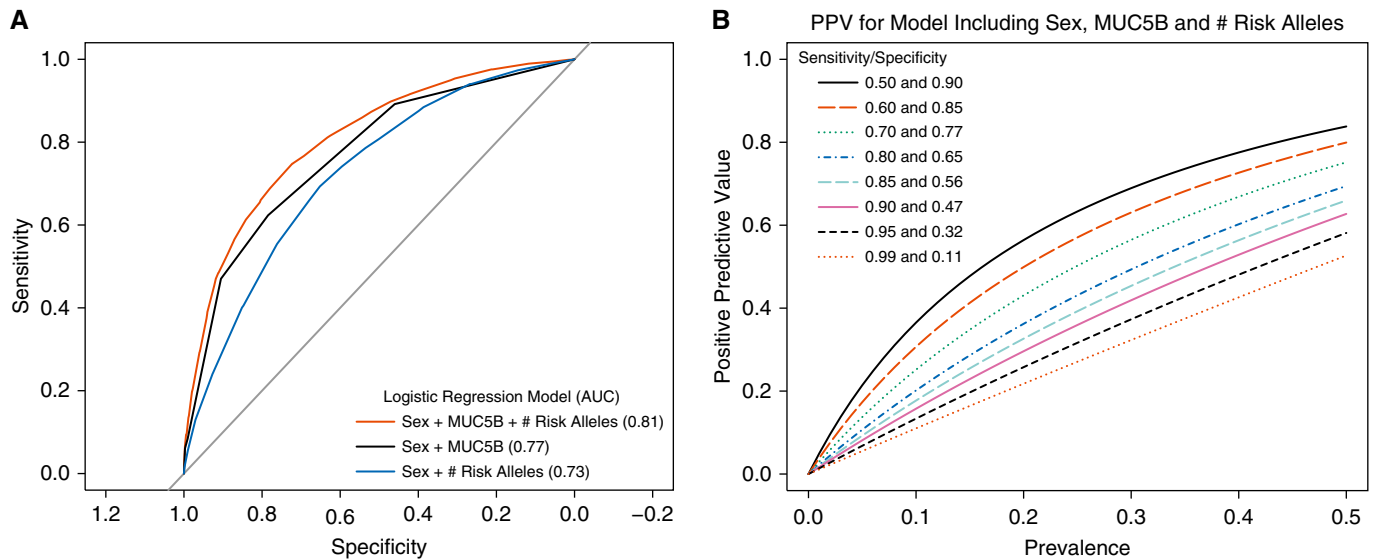 A
1.0
0.8
0.6
0.4
0.2
0.0
Sensitivity
Logistic Regression Model (AUC)
Sex + MUC5B + # Risk Alleles (0.81)
Sex + MUC5B (0.77)
Sex + # Risk Alleles (0.73)
1.2 1.0 0.8 0.6 0.4 0.2 0.0 −0.2
Specificity
B
PPV for Model Including Sex, MUC5B and # Risk Alleles
1.0
0.8
0.6
0.4
0.2
0.0
Positive Predictive Value
Sensitivity/Specificity
0.50 and 0.90
0.60 and 0.85
0.70 and 0.77
0.80 and 0.65
0.85 and 0.56
0.90 and 0.47
0.95 and 0.32
0.99 and 0.11
0.0 0.1 0.2 0.3 0.4 0.5
Prevalence